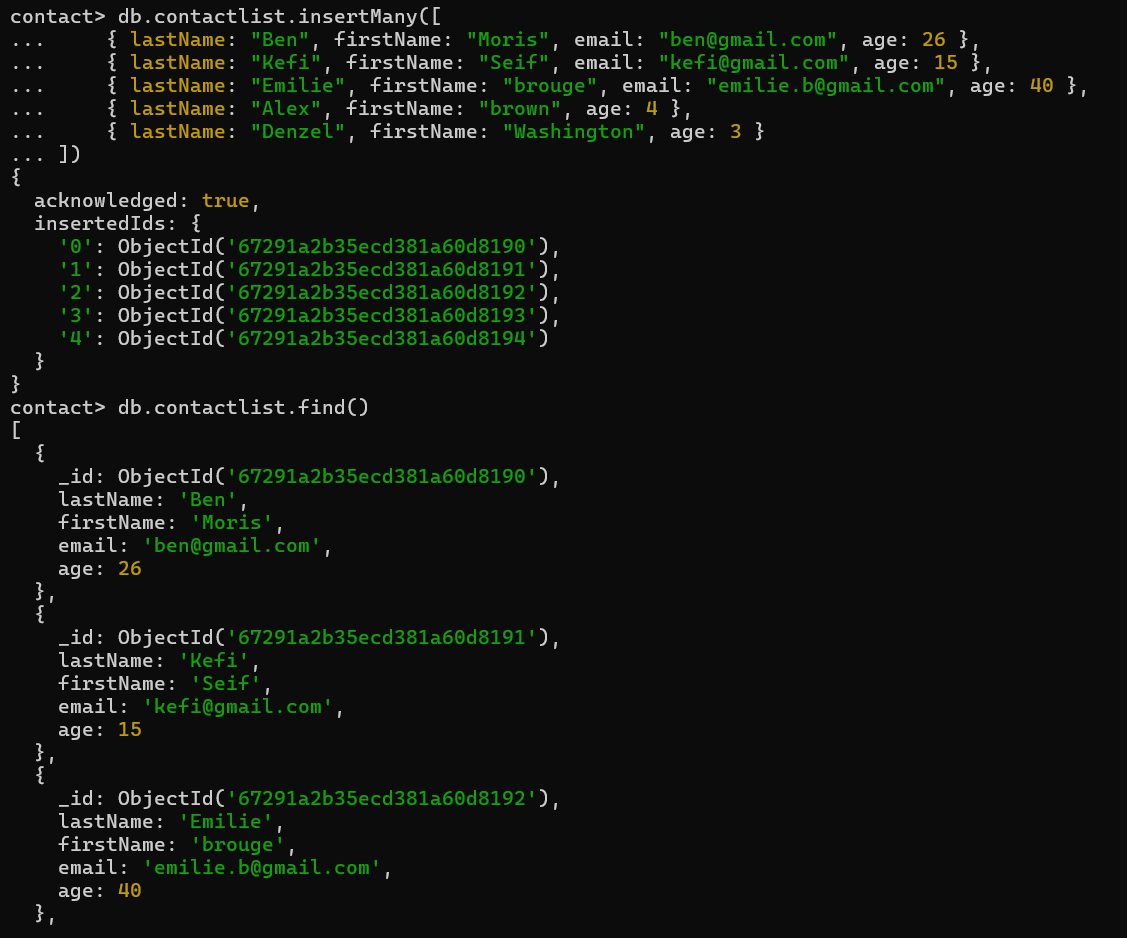 contact> db.contactlist.insertMany([
...     { lastName: "Ben", firstName: "Moris", email: "ben@gmail.com", age: 26 },
...     { lastName: "Kefi", firstName: "Seif", email: "kefi@gmail.com", age: 15 },
...     { lastName: "Emilie", firstName: "brouge", email: "emilie.b@gmail.com", age: 40 },
...     { lastName: "Alex", firstName: "brown", age: 4 },
...     { lastName: "Denzel", firstName: "Washington", age: 3 }
... ])
{
  acknowledged: true,
  insertedIds: {
    '0': ObjectId('67291a2b35ecd381a60d8190'),
    '1': ObjectId('67291a2b35ecd381a60d8191'),
    '2': ObjectId('67291a2b35ecd381a60d8192'),
    '3': ObjectId('67291a2b35ecd381a60d8193'),
    '4': ObjectId('67291a2b35ecd381a60d8194')
  }
}
contact> db.contactlist.find()
[
  {
    _id: ObjectId('67291a2b35ecd381a60d8190'),
    lastName: 'Ben',
    firstName: 'Moris',
    email: 'ben@gmail.com',
    age: 26
  },
  {
    _id: ObjectId('67291a2b35ecd381a60d8191'),
    lastName: 'Kefi',
    firstName: 'Seif',
    email: 'kefi@gmail.com',
    age: 15
  },
  {
    _id: ObjectId('67291a2b35ecd381a60d8192'),
    lastName: 'Emilie',
    firstName: 'brouge',
    email: 'emilie.b@gmail.com',
    age: 40
  },